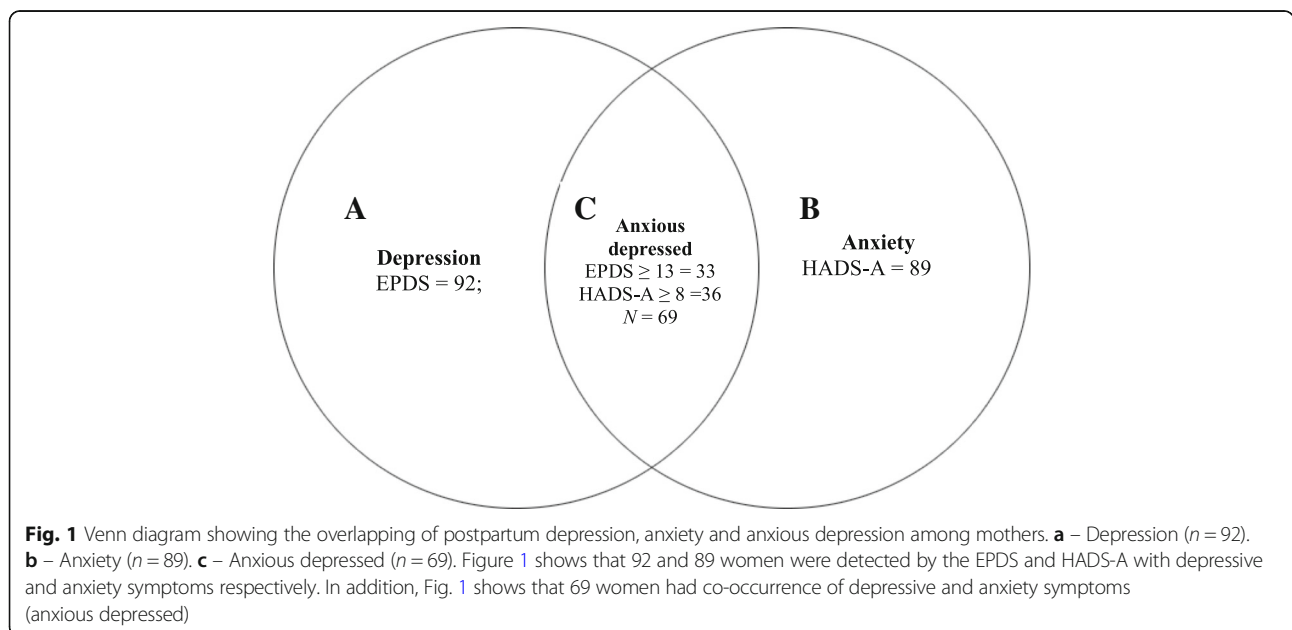 A
Depression
EPDS = 92;
C
Anxious
depressed
EPDS ≥ 13 = 33
HADS-A ≥ 8 =36
N = 69
B
Anxiety
HADS-A = 89
Fig. 1 Venn diagram showing the overlapping of postpartum depression, anxiety and anxious depression among mothers. a – Depression (n = 92).
b – Anxiety (n = 89). c – Anxious depressed (n = 69). Figure 1 shows that 92 and 89 women were detected by the EPDS and HADS-A with depressive
and anxiety symptoms respectively. In addition, Fig. 1 shows that 69 women had co-occurrence of depressive and anxiety symptoms
(anxious depressed)